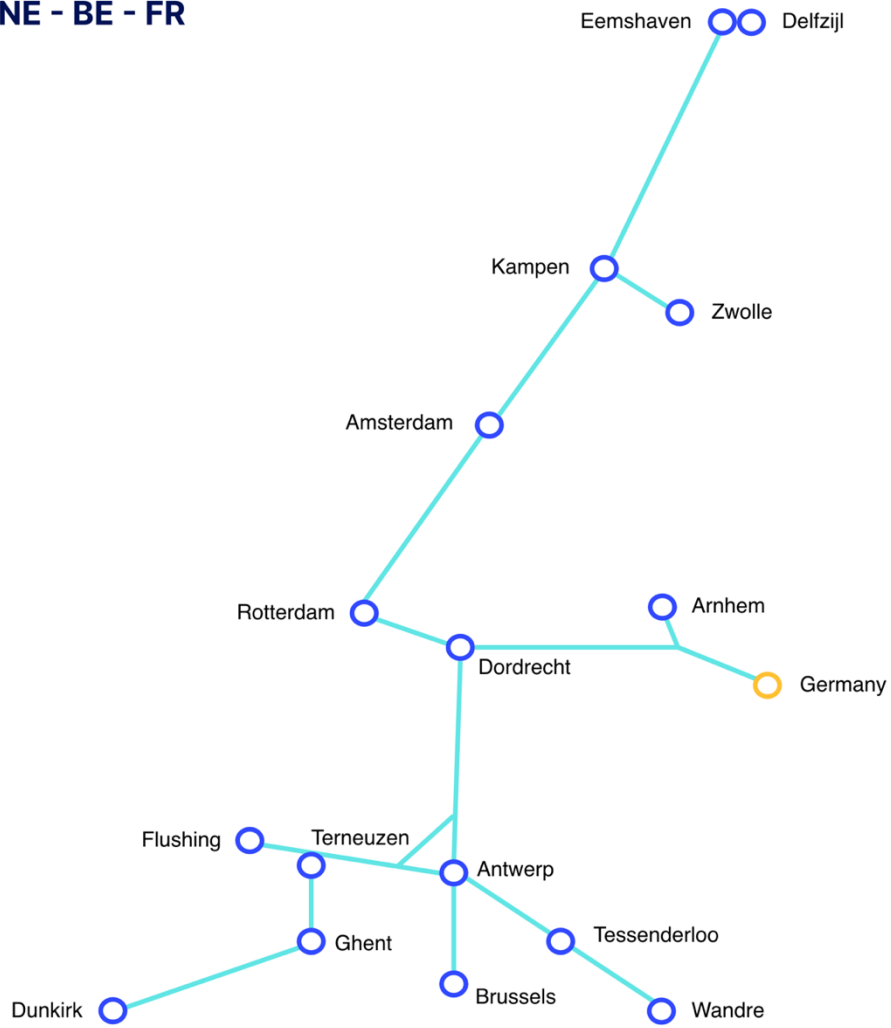 NE - BE - FR
Eemshaven
Delfzijl
Kampen
Zwolle
Amsterdam
Rotterdam
Arnhem
Dordrecht
Germany
Flushing
Terneuzen
Antwerp
Tessenderloo
Ghent
Brussels
Dunkirk
Wandre